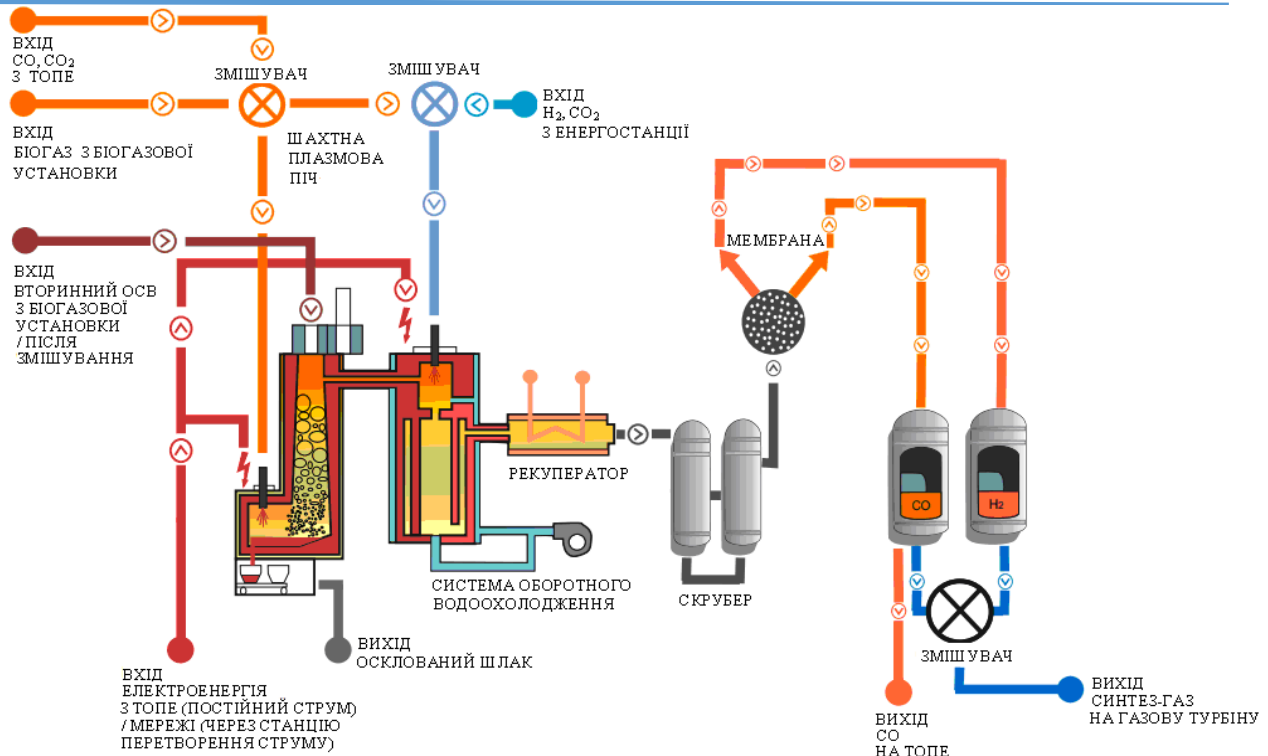 ВХІД
CO, CO₂
З ТОПЕ
ЗМІШУВАЧ
ЗМІШУВАЧ
ВХІД
H₂, CO₂
З ЕНЕРГОСТАНЦІЇ
ВХІД
БІОГАЗ З БІОГАЗОВОЇ
УСТАНОВКИ
ШАХТНА
ПЛАЗМОВА
ПІЧ
МЕМБРАНА
ВХІД
ВТОРИННИЙ ОСВ
З БІОГАЗОВОЇ
УСТАНОВКИ
/ ПІСЛЯ
ЗМІШУВАННЯ
РЕКУПЕРАТОР
CO
H₂
СИСТЕМА ОБОРОТНОГО
ВОДООХОЛОДЖЕННЯ
СКРУБЕР
ВИХІД
ОСКЛОВАНИЙ ШЛАК
ЗМІШУВАЧ
ВХІД
ЕЛЕКТРОЕНЕРГІЯ
З ТОПЕ (ПОСТІЙНИЙ СТРУМ)
/ МЕРЕЖІ (ЧЕРЕЗ СТАНЦІЮ
ПЕРЕТВОРЕННЯ СТРУМУ)
ВИХІД
CO
НА ТОПЕ
ВИХІД
СИНТЕЗ-ГАЗ
НА ГАЗОВУ ТУРБІНУ